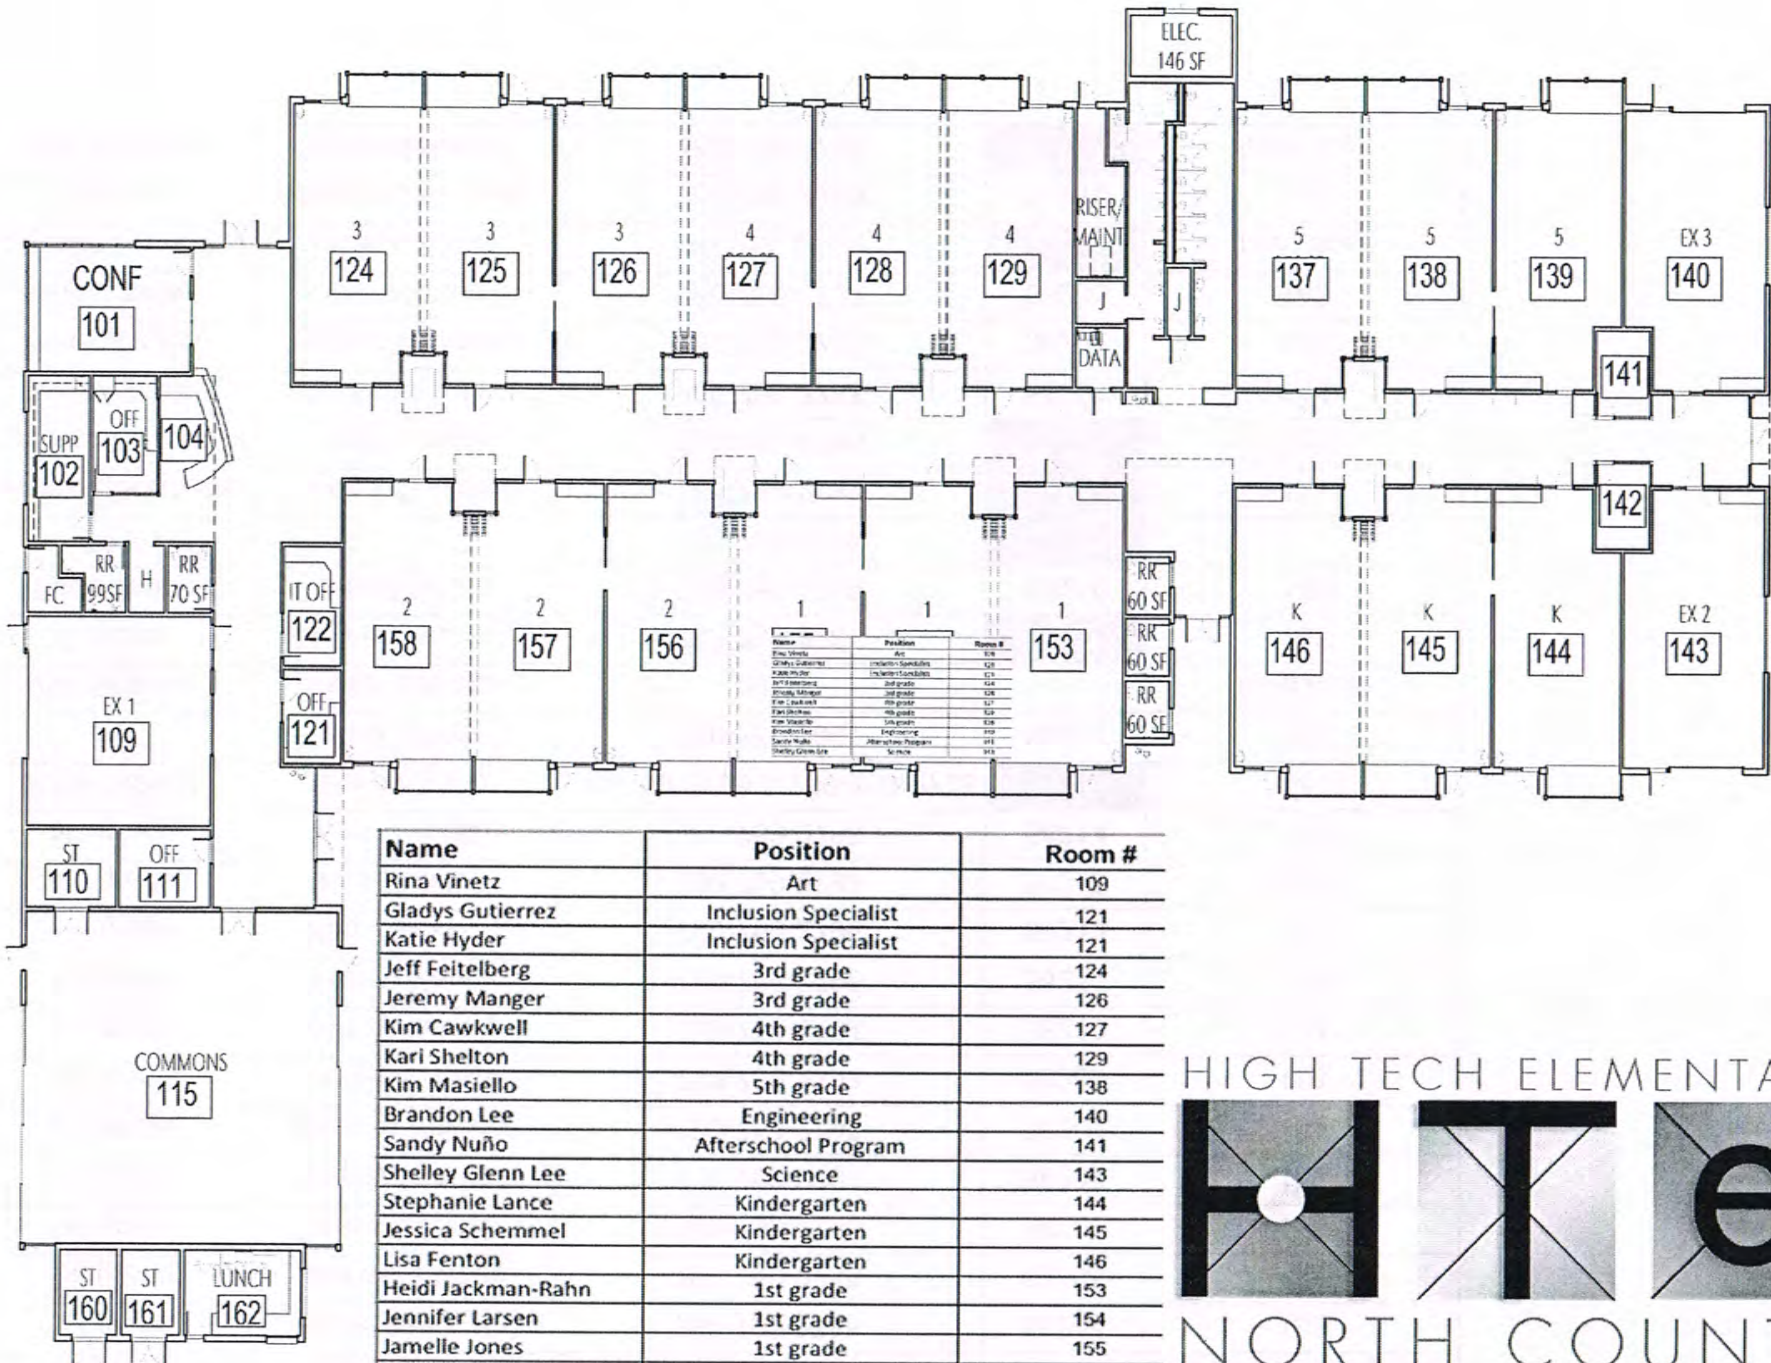 ELEC.
146 SF
3 3 3 4 4 4 5 5 5 EX 3
124 125 126 127 128 129 137 138 139 140
RISER/
MAINT
J J
DATA
CONF
101
141
OFF
103
104
SUPP
102
142
RR
99SF
H
RR
70 SF
FC
IT OFF
122
2 2 2 1 1 1
158 157 156 153
RR
60 SF
RR
60 SF
RR
60 SF
K K K EX 2
146 145 144 143
Name Position Room #
OFF
121
EX 1
109
ST
110
OFF
111
COMMONS
115
ST
160
ST
161
LUNCH
162
Name Position Room #
Rina Vinetz Art 109
Gladys Gutierrez Inclusion Specialist 121
Katie Hyder Inclusion Specialist 121
Jeff Feitelberg 3rd grade 124
Jeremy Manger 3rd grade 126
Kim Cawkwell 4th grade 127
Kari Shelton 4th grade 129
Kim Masiello 5th grade 138
Brandon Lee Engineering 140
Sandy Nuño Afterschool Program 141
Shelley Glenn Lee Science 143
Stephanie Lance Kindergarten 144
Jessica Schemmel Kindergarten 145
Lisa Fenton Kindergarten 146
Heidi Jackman-Rahn 1st grade 153
Jennifer Larsen 1st grade 154
Jamelle Jones 1st grade 155
HIGH TECH ELEMENTA
HTe
NORTH COUNT